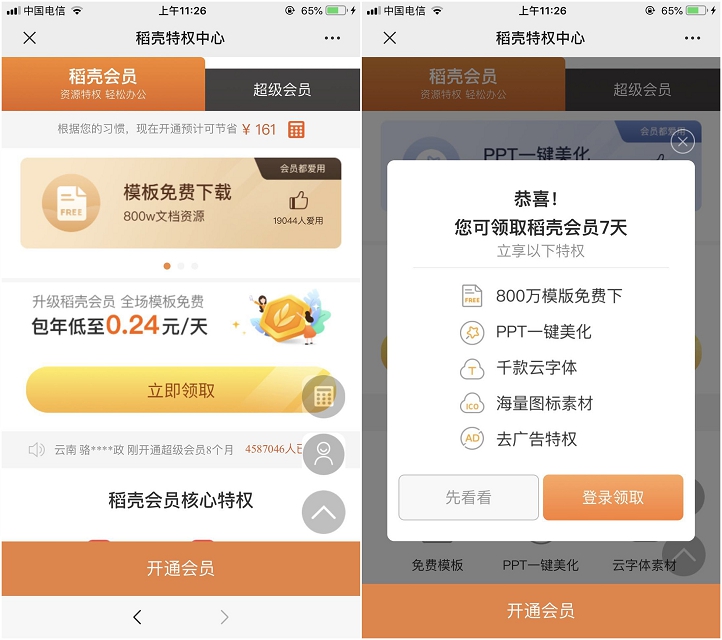 中国电信
上午11:26
65%
稻壳特权中心
稻壳会员
资源特权 轻松办公
超级会员
根据您的习惯，现在开通预计可节省 ¥ 161
会员都爱用
模板免费下载
800w文档资源
FREE
19044人爱用
升级稻壳会员 全场模板免费
包年低至0.24元/天
立即领取
云南 骆****政 刚开通超级会员8个月
4587046人已
稻壳会员核心特权
开通会员
中国电信
上午11:26
65%
稻壳特权中心
稻壳会员
资源特权 轻松办公
超级会员
会员都爱用
PPT一键美化
恭喜！
您可领取稻壳会员7天
立享以下特权
FREE
800万模版免费下
PPT一键美化
T
千款云字体
ICO
海量图标素材
AD
去广告特权
先看看
登录领取
免费模板
PPT一键美化
云字体素材
开通会员